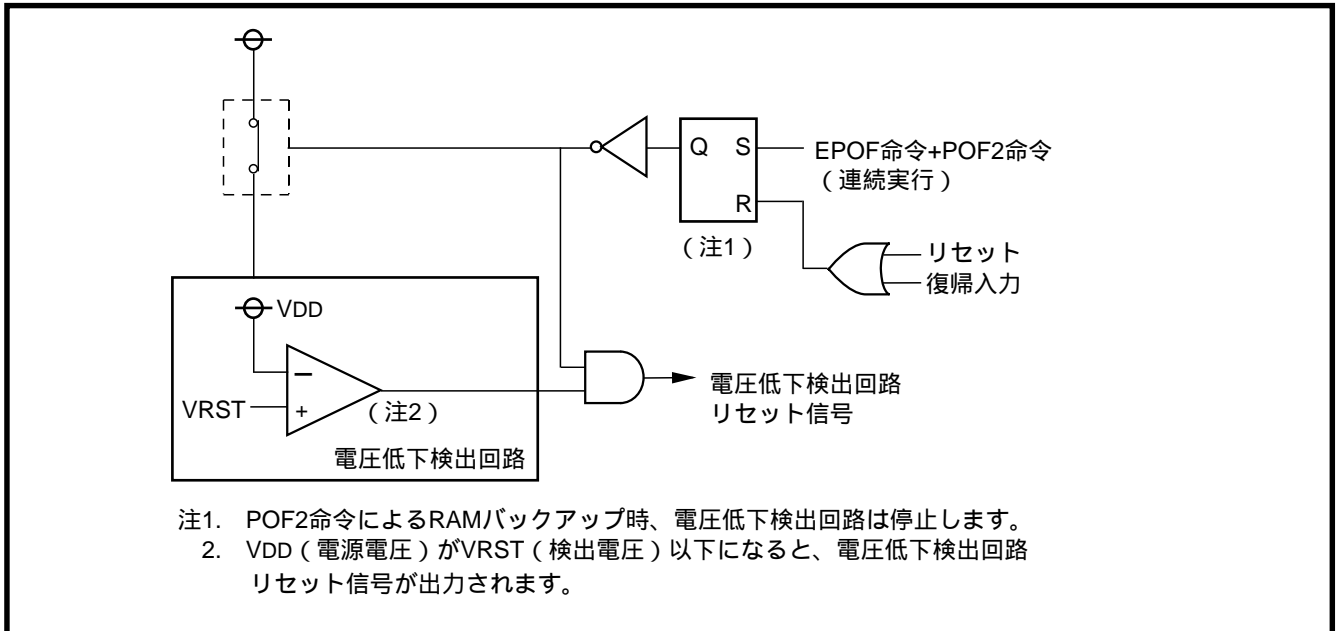 Q
S
EPOF命令+POF2命令
（連続実行）
R
（注1）
リセット
復帰入力
VDD
−
VRST
+
（注2）
電圧低下検出回路
電圧低下検出回路
リセット信号
注1. POF2命令によるRAMバックアップ時、電圧低下検出回路は停止します。
2. VDD（電源電圧）がVRST（検出電圧）以下になると、電圧低下検出回路
リセット信号が出力されます。